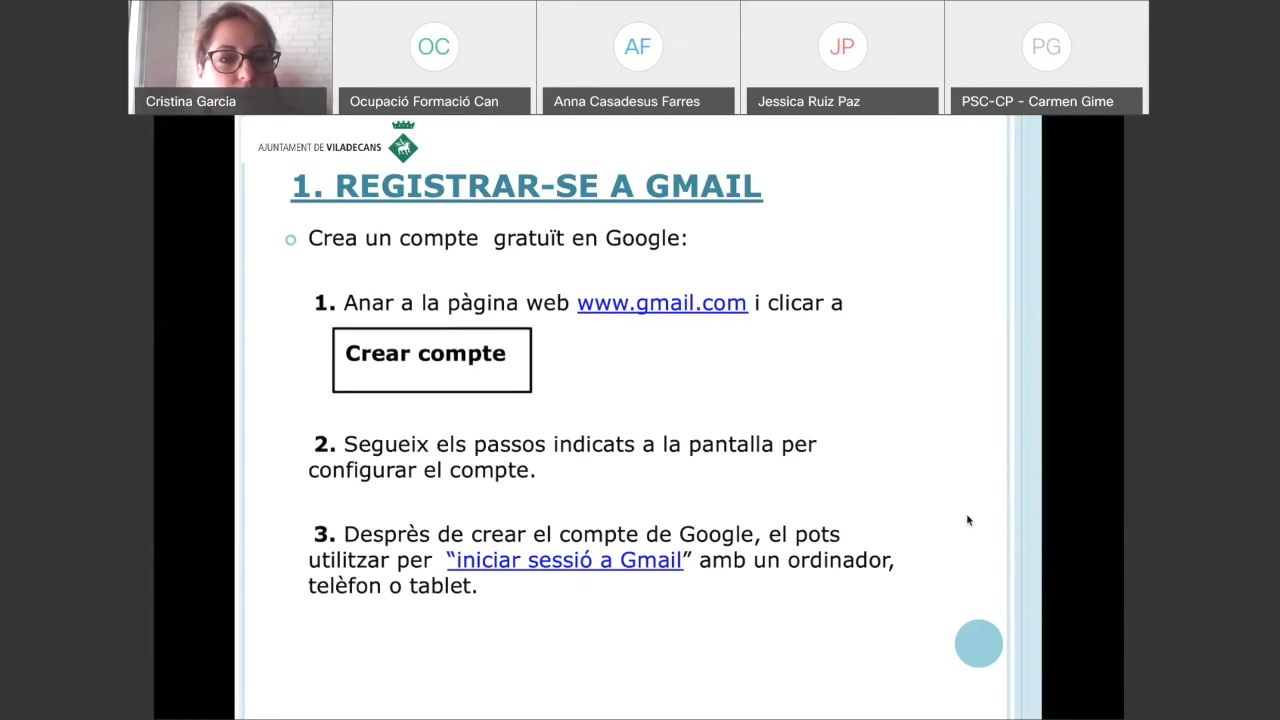 OC
AF
JP
PG
Cristina Garcia
Ocupació Formació Can
Anna Casadesus Farres
Jessica Ruiz Paz
PSC-CP - Carmen Gime
AJUNTAMENT DE VILADECANS
1. REGISTRAR-SE A GMAIL
Crea un compte gratuït en Google:
1. Anar a la pàgina web www.gmail.com i clicar a
Crear compte
2. Segueix els passos indicats a la pantalla per
configurar el compte.
3. Desprès de crear el compte de Google, el pots
utilitzar per “iniciar sessió a Gmail” amb un ordinador,
telèfon o tablet.